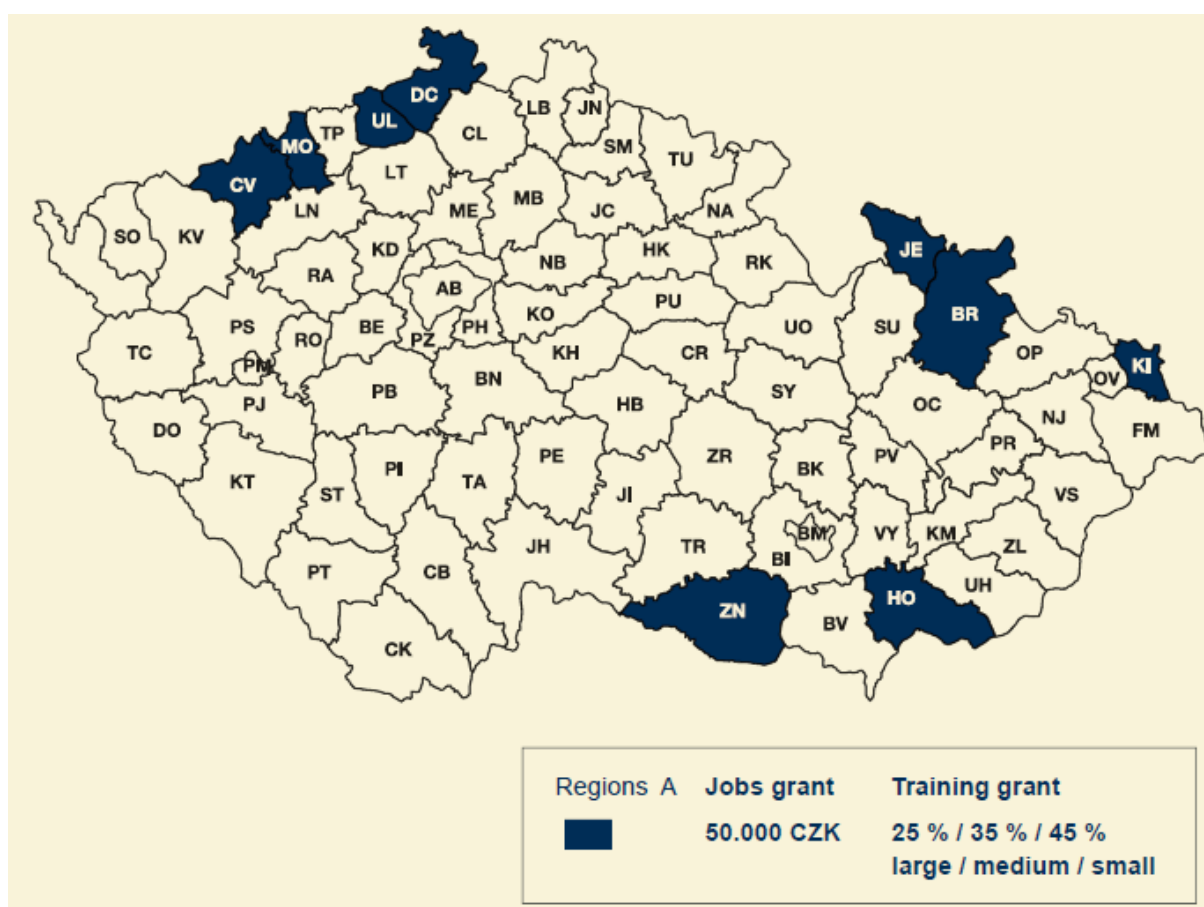 DC
LB
JN
UL
TP
MO
CL
SM
TU
LT
CV
MB
LN
ME
JC
NA
SO
KV
KD
JE
HK
NB
RK
RA
AB
PU
KO
BR
PS
RO
BE
PZ
PH
UO
SU
TC
KH
CR
OP
PM
KI
OV
BN
PB
HB
SY
OC
PJ
DO
NJ
FM
PR
PE
ZR
PV
PI
BK
KT
ST
TA
JI
VS
BM
VY
KM
JH
TR
ZL
BI
PT
CB
UH
HO
ZN
BV
CK
Regions A Jobs grant Training grant
50.000 CZK 25 % / 35 % / 45 %
large / medium / small